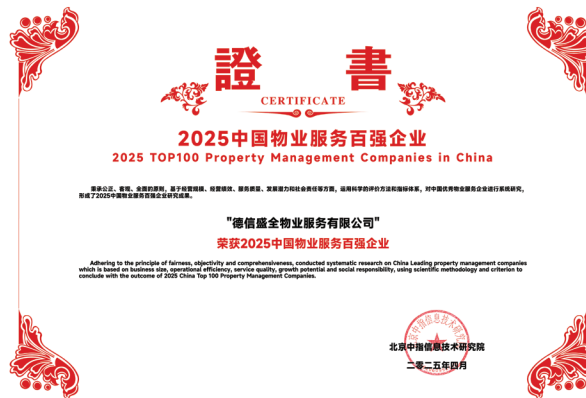 證 書
CERTIFICATE
2025中国物业服务百强企业
2025 TOP100 Property Management Companies in China
秉承公正、客观、全面的原则，基于经营规模、经营绩效、服务质量、发展潜力和社会责任等方面，运用科学的评价方法和指标体系，对中国优秀物业服务企业进行系统研究，
形成了2025中国物业服务百强企业研究成果。
"德信盛全物业服务有限公司"
荣获2025中国物业服务百强企业
Adhering to the principle of fairness, objectivity and comprehensiveness, conducted systematic research on China Leading property management companies
which is based on business size, operational efficiency, service quality, growth potential and social responsibility, using scientific methodology and criterion to
conclude with the outcome of 2025 China Top 100 Property Management Companies.
北京中指信息技术研究院
二零二五年四月